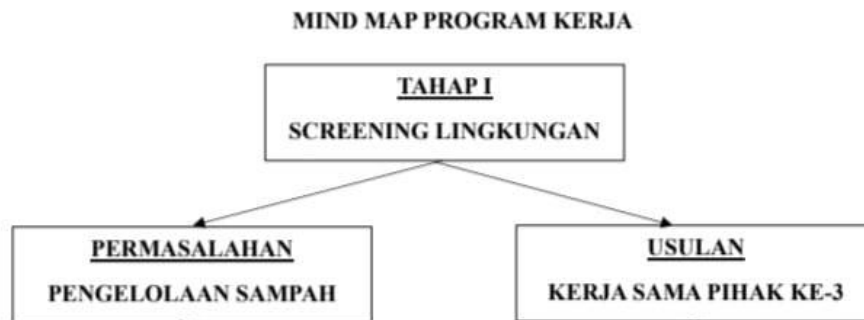 MIND MAP PROGRAM KERJA
TAHAP I
SCREENING LINGKUNGAN
PERMASALAHAN
PENGELOLAAN SAMPAH
USULAN
KERJA SAMA PIHAK KE-3